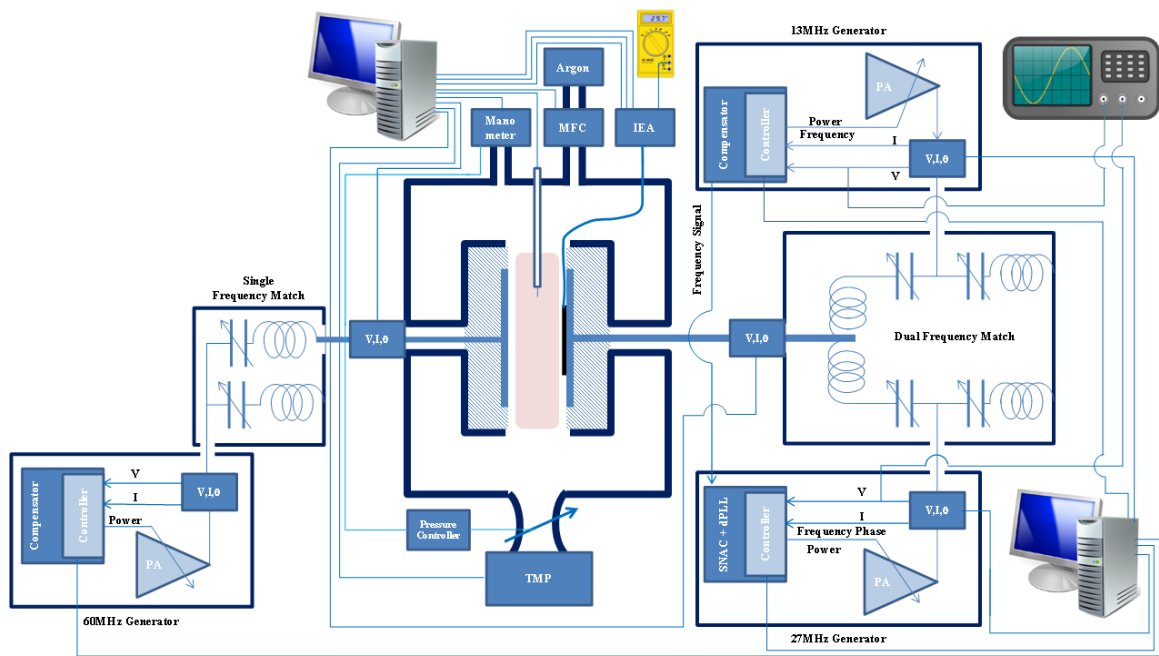 13MHz Generator
29.7
Argon
Mano
meter
MFC
IEA
Compensator
Controller
PA
Power
Frequency
I
V
V,I,θ
Frequency Signal
Single
Frequency Match
V,I,θ
V,I,θ
Dual Frequency Match
Compensator
Controller
V
I
Power
V,I,θ
PA
60MHz Generator
Pressure
Controller
TMP
SNAC + dPLL
Controller
V
I
Frequency Phase
Power
V,I,θ
PA
27MHz Generator